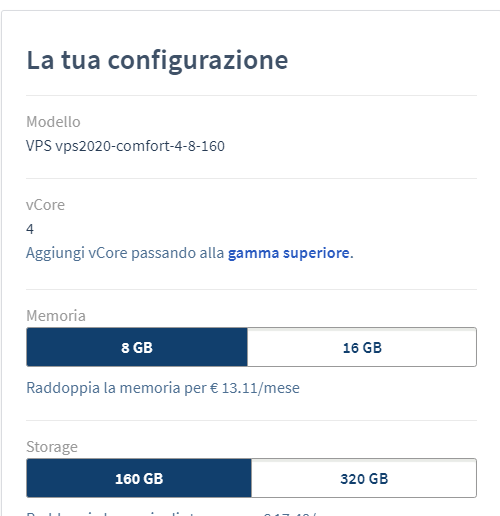 La tua configurazione
Modello
VPS vps2020-comfort-4-8-160
vCore
4
Aggiungi vCore passando alla gamma superiore.
Memoria
8 GB 16 GB
Raddoppia la memoria per € 13.11/mese
Storage
160 GB 320 GB